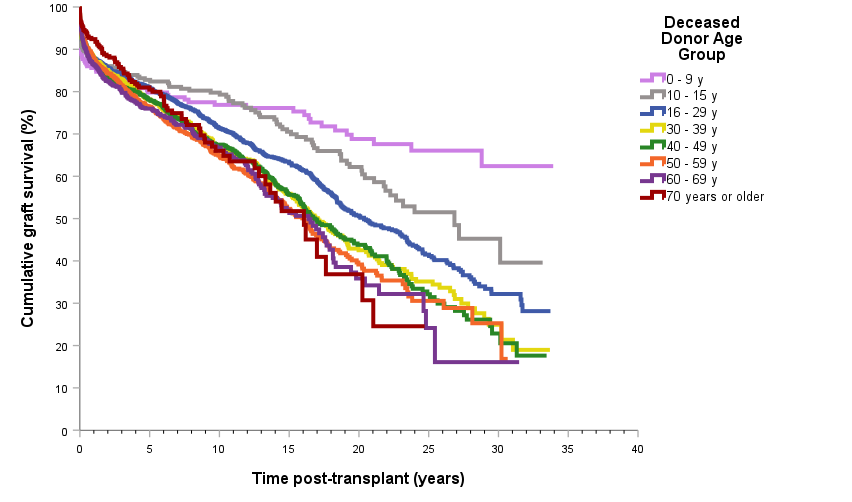 Deceased
Donor Age
Group
0 - 9 y
10 - 15 y
16 - 29 y
30 - 39 y
40 - 49 y
50 - 59 y
60 - 69 y
70 years or older
Cumulative graft survival (%)
100
90
80
70
60
50
40
30
20
10
0
0 5 10 15 20 25 30 35 40
Time post-transplant (years)